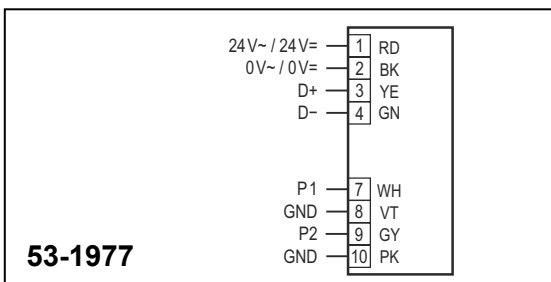 24V~ / 24V= 1 RD
0V~ / 0V= 2 BK
D+ 3 YE
D− 4 GN
P1 7 WH
GND 8 VT
P2 9 GY
GND 10 PK
53-1977